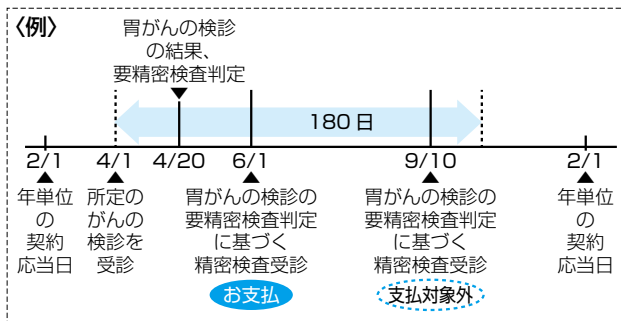 〈例〉
胃がんの検診
の結果、
要精密検査判定
▼
180日
2/1
4/1
4/20
6/1
9/10
2/1
▲
年単位
の
契約
応当日
▲
所定の
がんの
検診を
受診
▲
胃がんの検診の
要精密検査判定
に基づく
精密検査受診
お支払
▲
胃がんの検診の
要精密検査判定
に基づく
精密検査受診
支払対象外
▲
年単位
の
契約
応当日